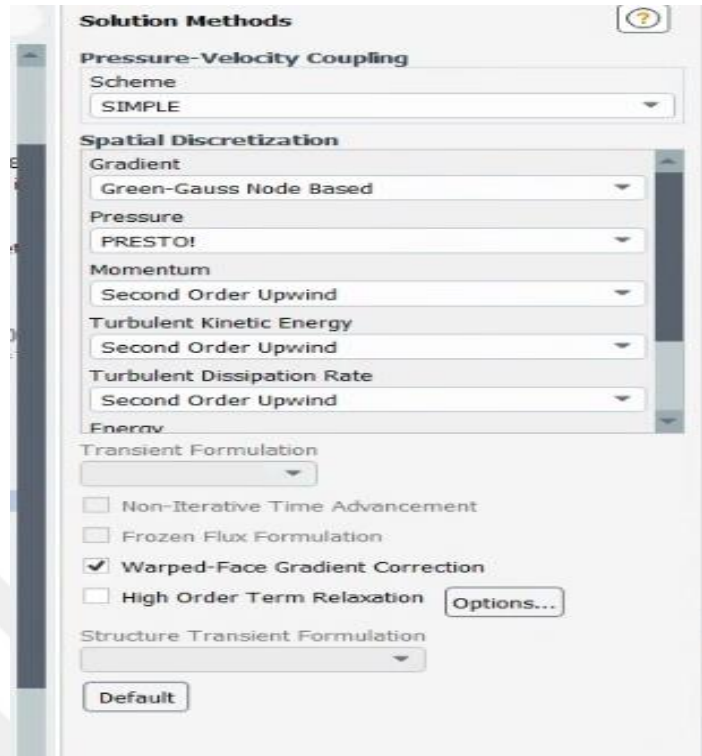 Solution Methods
Pressure-Velocity Coupling
Scheme
SIMPLE
Spatial Discretization
Gradient
Green-Gauss Node Based
Pressure
PRESTO!
Momentum
Second Order Upwind
Turbulent Kinetic Energy
Second Order Upwind
Turbulent Dissipation Rate
Second Order Upwind
Energy
Transient Formulation
Non-Iterative Time Advancement
Frozen Flux Formulation
Warped-Face Gradient Correction
High Order Term Relaxation Options...
Structure Transient Formulation
Default